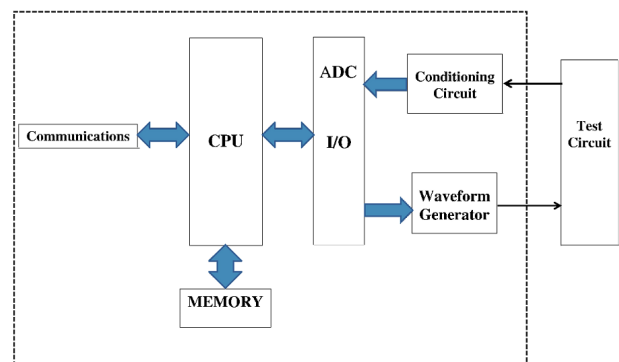 Communications
CPU
MEMORY
ADC
I/O
Conditioning
Circuit
Waveform
Generator
Test
Circuit